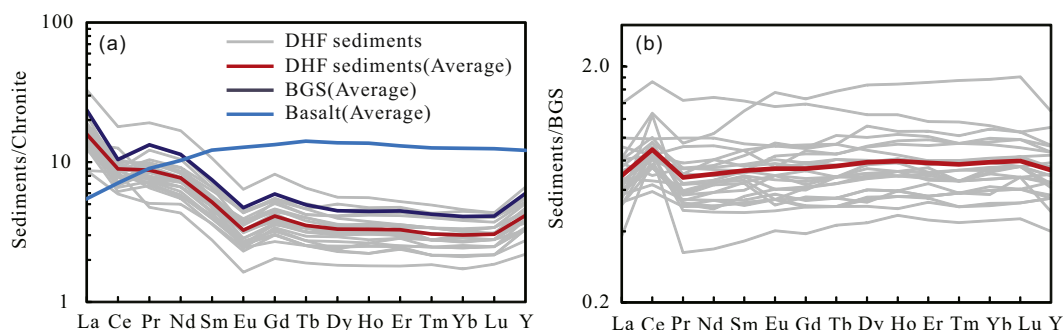 100
(a)
DHF sediments
DHF sediments(Average)
BGS(Average)
Basalt(Average)
10
1
Sediments/Chronite
La Ce Pr Nd Sm Eu Gd Tb Dy Ho Er Tm Yb Lu Y
(b)
2.0
0.2
Sediments/BGS
La Ce Pr Nd Sm Eu Gd Tb Dy Ho Er Tm Yb Lu Y